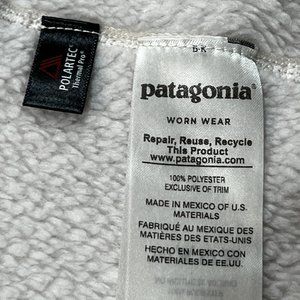 POLARTEC®
Thermal Pro®
patagonia®
WORN WEAR
Repair, Reuse, Recycle
This Product
www.patagonia.com
100% POLYESTER
EXCLUSIVE OF TRIM
MADE IN MEXICO OF U.S.
MATERIALS
FABRIQUÉ AU MEXIQUE DES
MATIÈRES DES ETATS-UNIS
HECHO EN MEXICO CON
MATERIALES DE EE.UU.